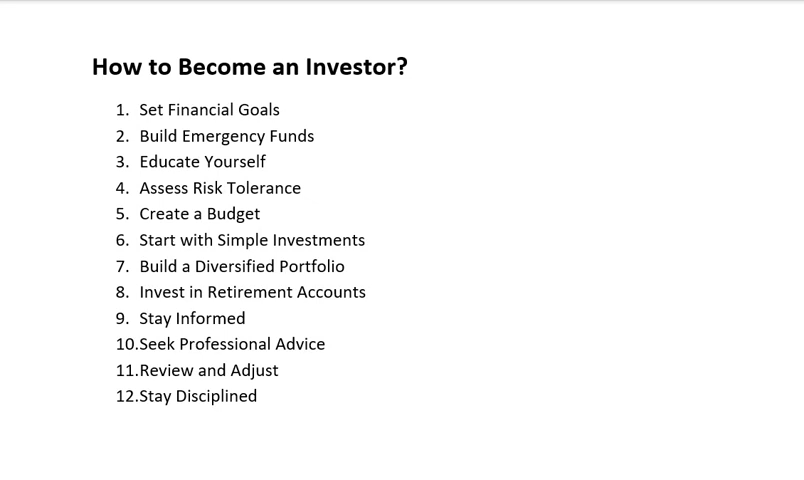 How to Become an Investor?
1. Set Financial Goals
2. Build Emergency Funds
3. Educate Yourself
4. Assess Risk Tolerance
5. Create a Budget
6. Start with Simple Investments
7. Build a Diversified Portfolio
8. Invest in Retirement Accounts
9. Stay Informed
10.Seek Professional Advice
11.Review and Adjust
12.Stay Disciplined